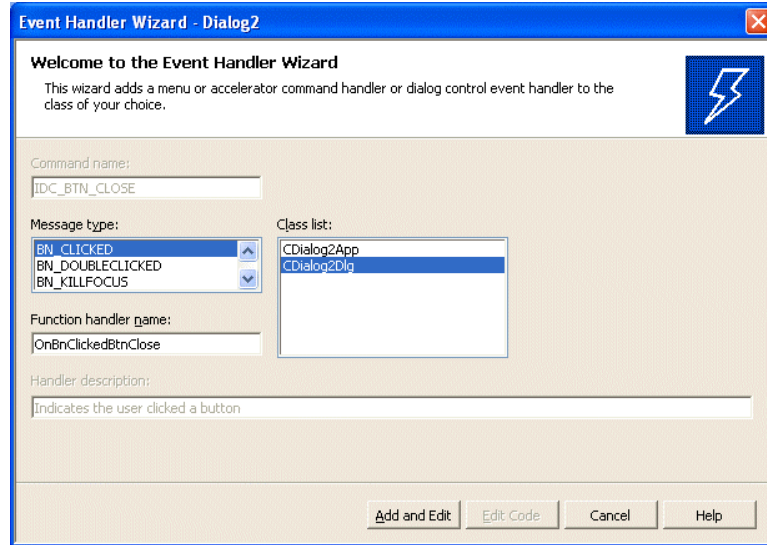 Event Handler Wizard - Dialog2
Welcome to the Event Handler Wizard
This wizard adds a menu or accelerator command handler or dialog control event handler to the
class of your choice.
Command name:
IDC_BTN_CLOSE
Message type:
BN_CLICKED
BN_DOUBLECLICKED
BN_KILLFOCUS
Class list:
CDialog2App
CDialog2Dlg
Function handler name:
OnBnClickedBtnClose
Handler description:
Indicates the user clicked a button
Add and Edit
Edit Code
Cancel
Help